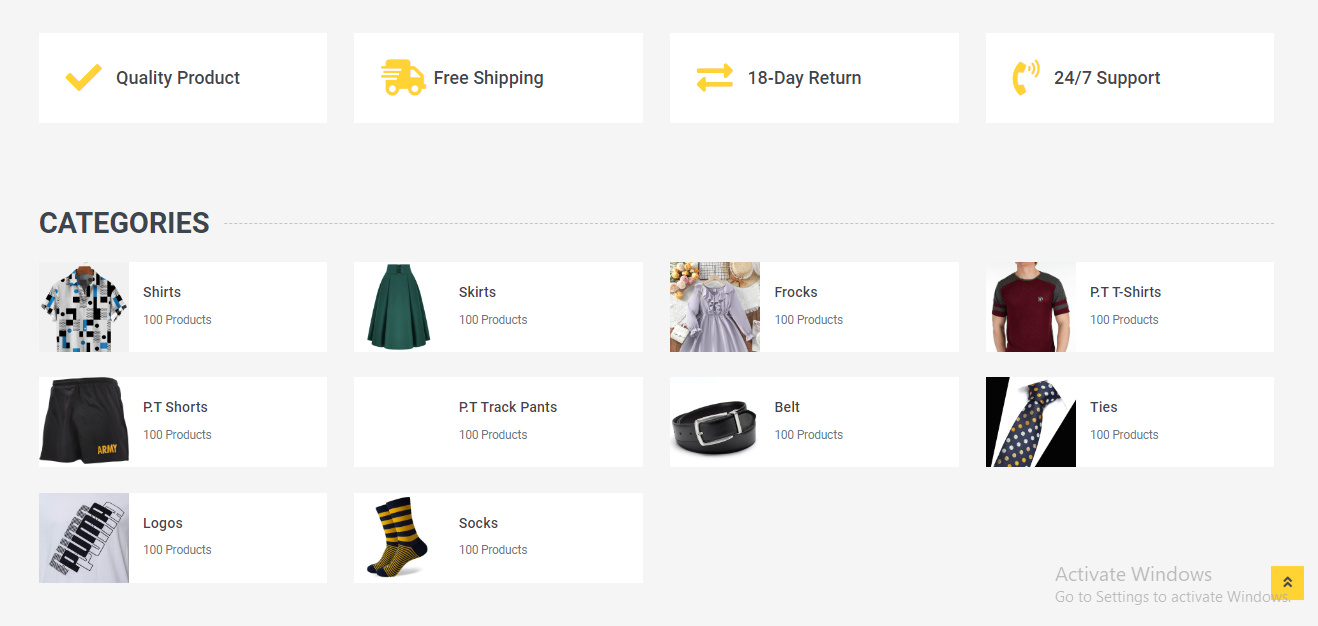 Quality Product
Free Shipping
18-Day Return
24/7 Support
CATEGORIES
Shirts
100 Products
Skirts
100 Products
Frocks
100 Products
P.T T-Shirts
100 Products
P.T Shorts
100 Products
ARMY
P.T Track Pants
100 Products
Belt
100 Products
Ties
100 Products
Logos
100 Products
PUMA
PUMA
Socks
100 Products
Activate Windows
Go to Settings to activate Windows.